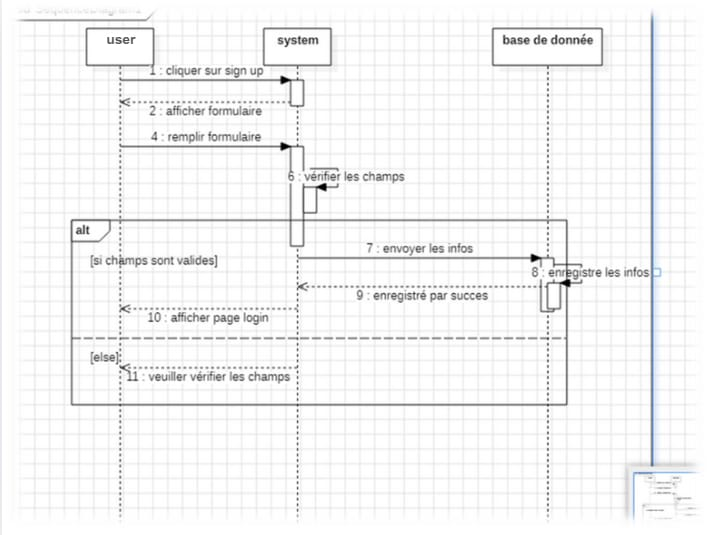 user
system
base de donnée
1 : cliquer sur sign up
2 : afficher formulaire
4 : remplir formulaire
6 : vérifier les champs
alt
7 : envoyer les infos
[si champs sont valides]
8 : enregistre les infos
9 : enregistré par succes
10 : afficher page login
[else]
11 : veuiller vérifier les champs